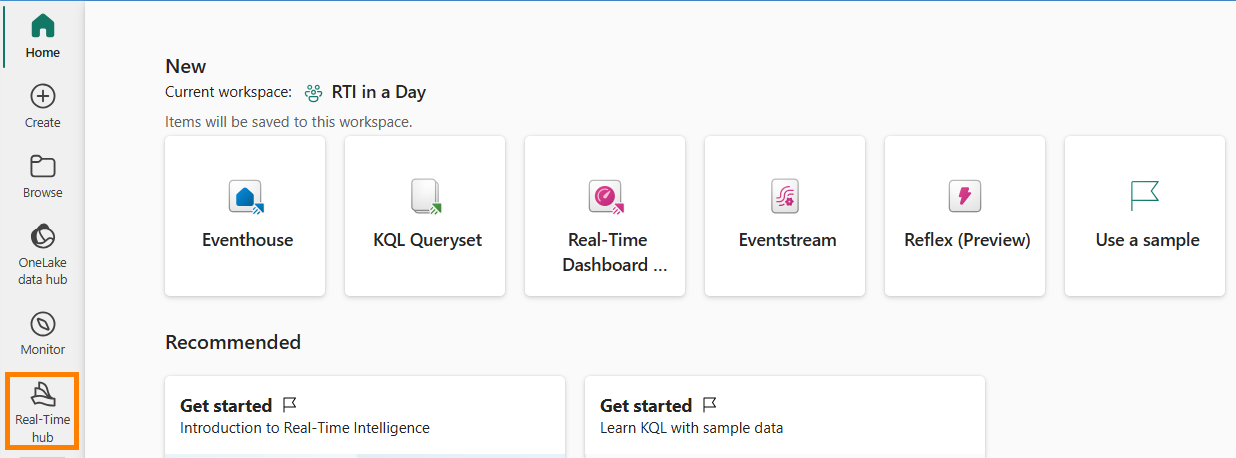 Home
Create
Browse
OneLake
data hub
Monitor
Real-Time
hub
New
Current workspace: RTI in a Day
Items will be saved to this workspace.
Eventhouse
KQL Queryset
Real-Time
Dashboard ...
Eventstream
Reflex (Preview)
Use a sample
Recommended
Get started
Introduction to Real-Time Intelligence
Get started
Learn KQL with sample data